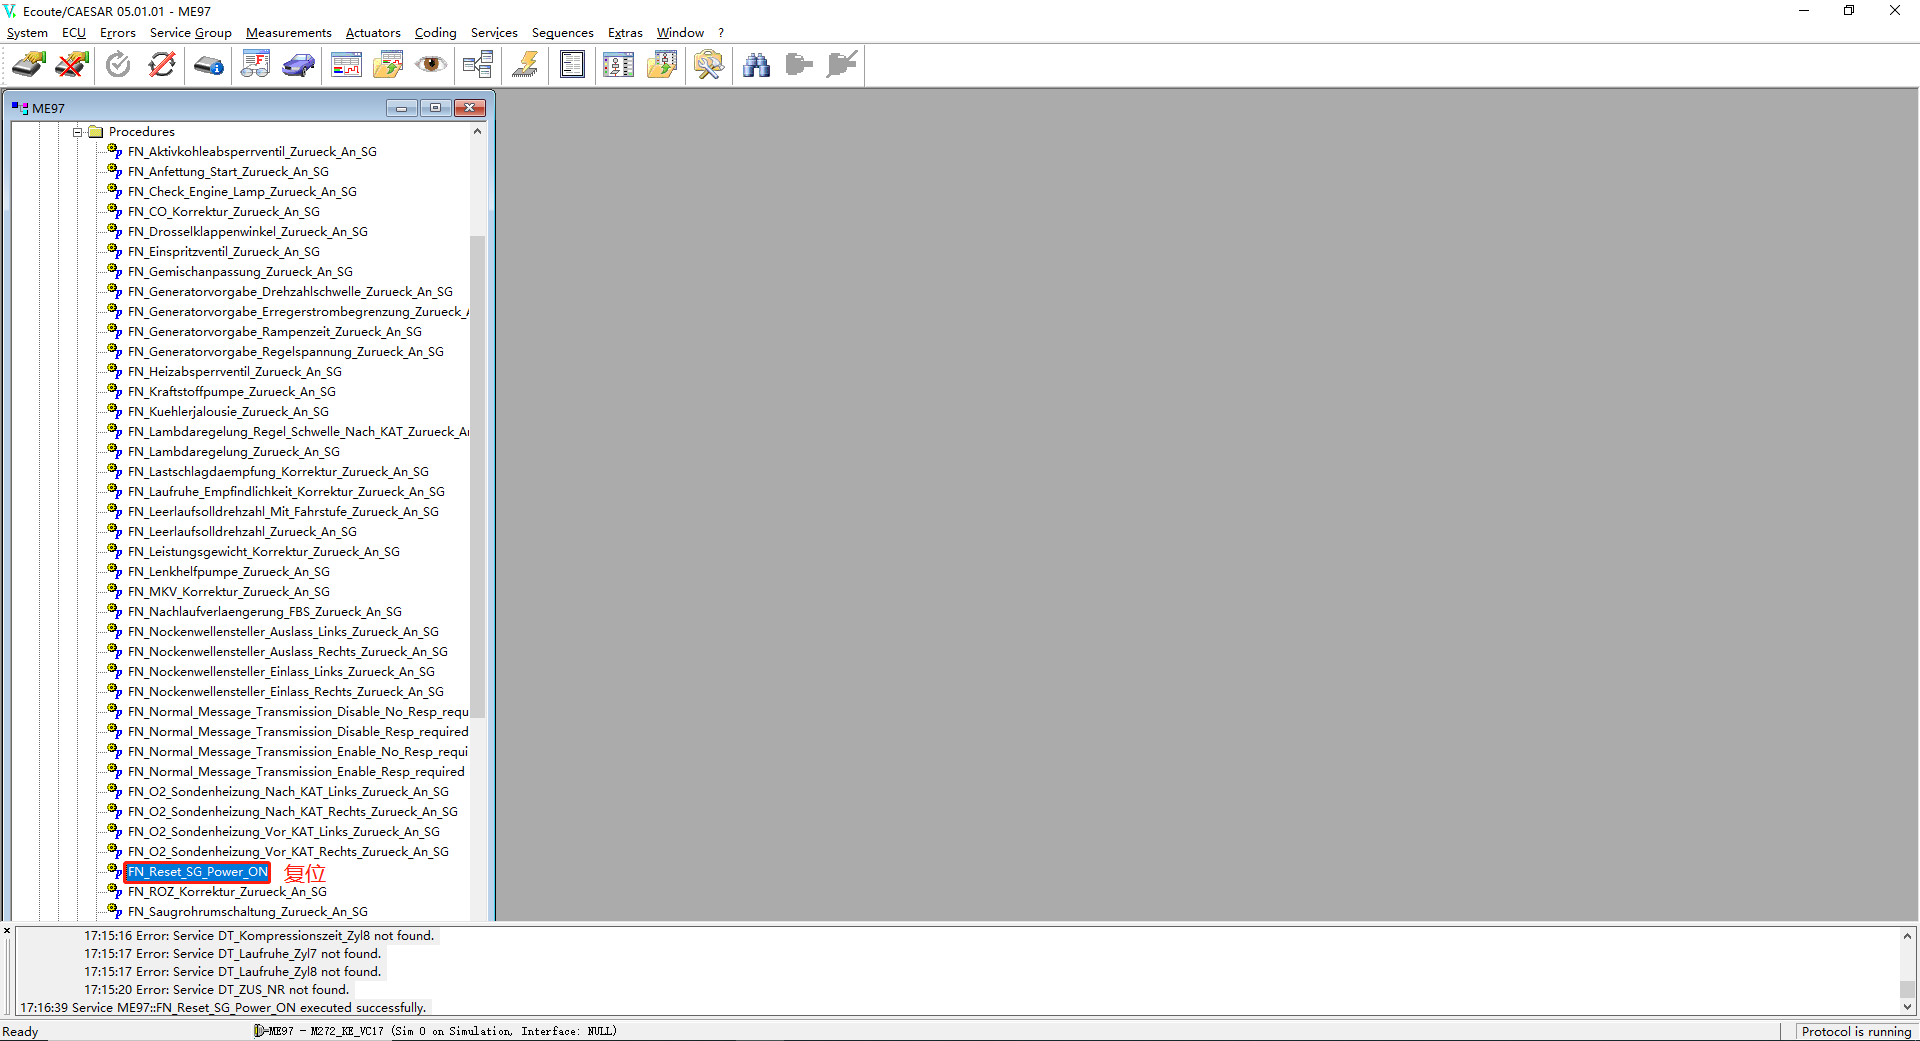 Ecoute/CAESAR 05.01.01 - ME97
System ECU Errors Service Group Measurements Actuators Coding Services Sequences Extras Window ?
ME97
Procedures
FN_Aktivkohleabsperrventil_Zurueck_An_SG
FN_Anfettung_Start_Zurueck_An_SG
FN_Check_Engine_Lamp_Zurueck_An_SG
FN_CO_Korrektur_Zurueck_An_SG
FN_Drosselklappenwinkel_Zurueck_An_SG
FN_Einspritzventil_Zurueck_An_SG
FN_Gemischanpassung_Zurueck_An_SG
FN_Generatorvorgabe_Drehzahlschwelle_Zurueck_An_SG
FN_Generatorvorgabe_Erregerstrombegrenzung_Zurueck_A
FN_Generatorvorgabe_Rampenzeit_Zurueck_An_SG
FN_Generatorvorgabe_Regelspannung_Zurueck_An_SG
FN_Heizabsperrventil_Zurueck_An_SG
FN_Kraftstoffpumpe_Zurueck_An_SG
FN_Kuehlerjalousie_Zurueck_An_SG
FN_Lambdaregelung_Regel_Schwelle_Nach_KAT_Zurueck_An
FN_Lambdaregelung_Zurueck_An_SG
FN_Lastschlagdaempfung_Korrektur_Zurueck_An_SG
FN_Laufruhe_Empfindlichkeit_Korrektur_Zurueck_An_SG
FN_Leerlaufsolldrehzahl_Mit_Fahrstufe_Zurueck_An_SG
FN_Leerlaufsolldrehzahl_Zurueck_An_SG
FN_Leistungsgewicht_Korrektur_Zurueck_An_SG
FN_Lenkhelfpumpe_Zurueck_An_SG
FN_MKV_Korrektur_Zurueck_An_SG
FN_Nachlaufverlaengerung_FBS_Zurueck_An_SG
FN_Nockenwellensteller_Auslass_Links_Zurueck_An_SG
FN_Nockenwellensteller_Auslass_Rechts_Zurueck_An_SG
FN_Nockenwellensteller_Einlass_Links_Zurueck_An_SG
FN_Nockenwellensteller_Einlass_Rechts_Zurueck_An_SG
FN_Normal_Message_Transmission_Disable_No_Resp_requ
FN_Normal_Message_Transmission_Disable_Resp_required
FN_Normal_Message_Transmission_Enable_No_Resp_requi
FN_Normal_Message_Transmission_Enable_Resp_required
FN_O2_Sondenheizung_Nach_KAT_Links_Zurueck_An_SG
FN_O2_Sondenheizung_Nach_KAT_Rechts_Zurueck_An_SG
FN_O2_Sondenheizung_Vor_KAT_Links_Zurueck_An_SG
FN_O2_Sondenheizung_Vor_KAT_Rechts_Zurueck_An_SG
FN_Reset_SG_Power_ON 复位
FN_ROZ_Korrektur_Zurueck_An_SG
FN_Saugrohrumschaltung_Zurueck_An_SG
17:15:16 Error: Service DT_Kompressionszeit_Zyl8 not found.
17:15:17 Error: Service DT_Laufruhe_Zyl7 not found.
17:15:17 Error: Service DT_Laufruhe_Zyl8 not found.
17:15:20 Error: Service DT_ZUS_NR not found.
17:16:39 Service ME97::FN_Reset_SG_Power_ON executed successfully.
Ready ME97 - M272_KE_VC17 (Sim 0 on Simulation, Interface: NULL) Protocol is running